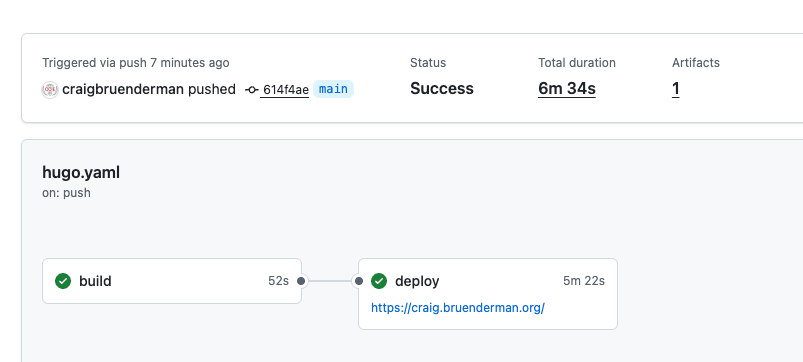 Triggered via push 7 minutes ago
craigbruenderman pushed 614f4ae main
Status
Success
Total duration
6m 34s
Artifacts
1
hugo.yaml
on: push
build 52s
deploy 5m 22s
https://craig.bruenderman.org/